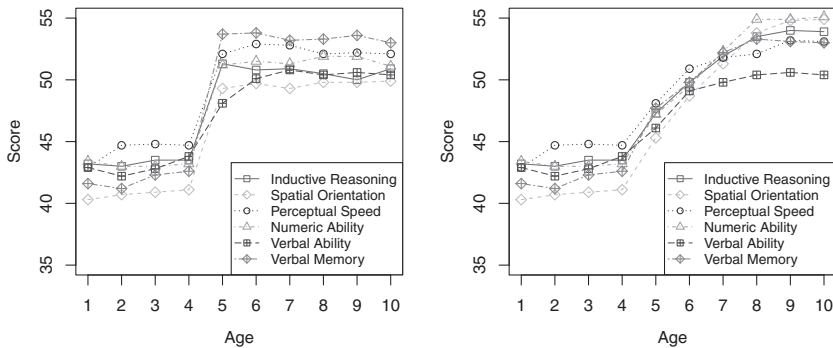 55
50
45
40
35
Score
Inductive Reasoning
Spatial Orientation
Perceptual Speed
Numeric Ability
Verbal Ability
Verbal Memory
1 2 3 4 5 6 7 8 9 10
Age
55
50
45
40
35
Score
Inductive Reasoning
Spatial Orientation
Perceptual Speed
Numeric Ability
Verbal Ability
Verbal Memory
1 2 3 4 5 6 7 8 9 10
Age